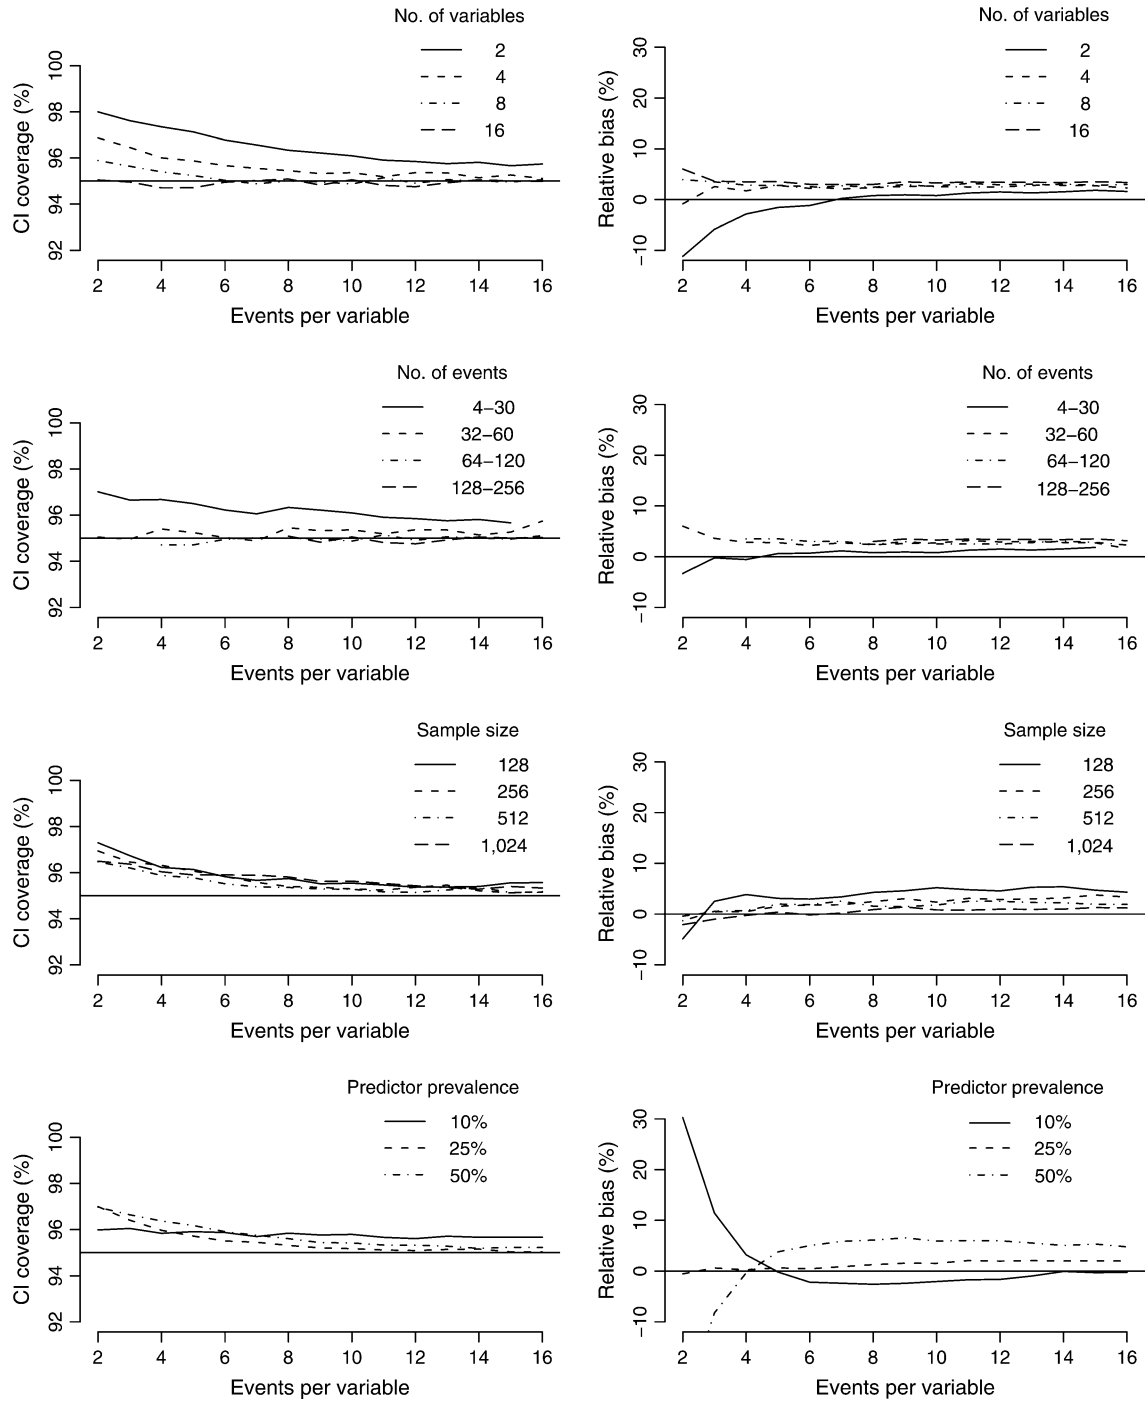 No. of variables
2
4
8
16
CI coverage (%)
100
98
96
94
92
2 4 6 8 10 12 14 16
Events per variable
No. of variables
2
4
8
16
Relative bias (%)
30
20
10
0
−10
2 4 6 8 10 12 14 16
Events per variable
No. of events
4−30
32−60
64−120
128−256
CI coverage (%)
100
98
96
94
92
2 4 6 8 10 12 14 16
Events per variable
No. of events
4−30
32−60
64−120
128−256
Relative bias (%)
30
20
10
0
−10
2 4 6 8 10 12 14 16
Events per variable
Sample size
128
256
512
1,024
CI coverage (%)
100
98
96
94
92
2 4 6 8 10 12 14 16
Events per variable
Sample size
128
256
512
1,024
Relative bias (%)
30
20
10
0
−10
2 4 6 8 10 12 14 16
Events per variable
Predictor prevalence
10%
25%
50%
CI coverage (%)
100
98
96
94
92
2 4 6 8 10 12 14 16
Events per variable
Predictor prevalence
10%
25%
50%
Relative bias (%)
30
20
10
0
−10
2 4 6 8 10 12 14 16
Events per variable